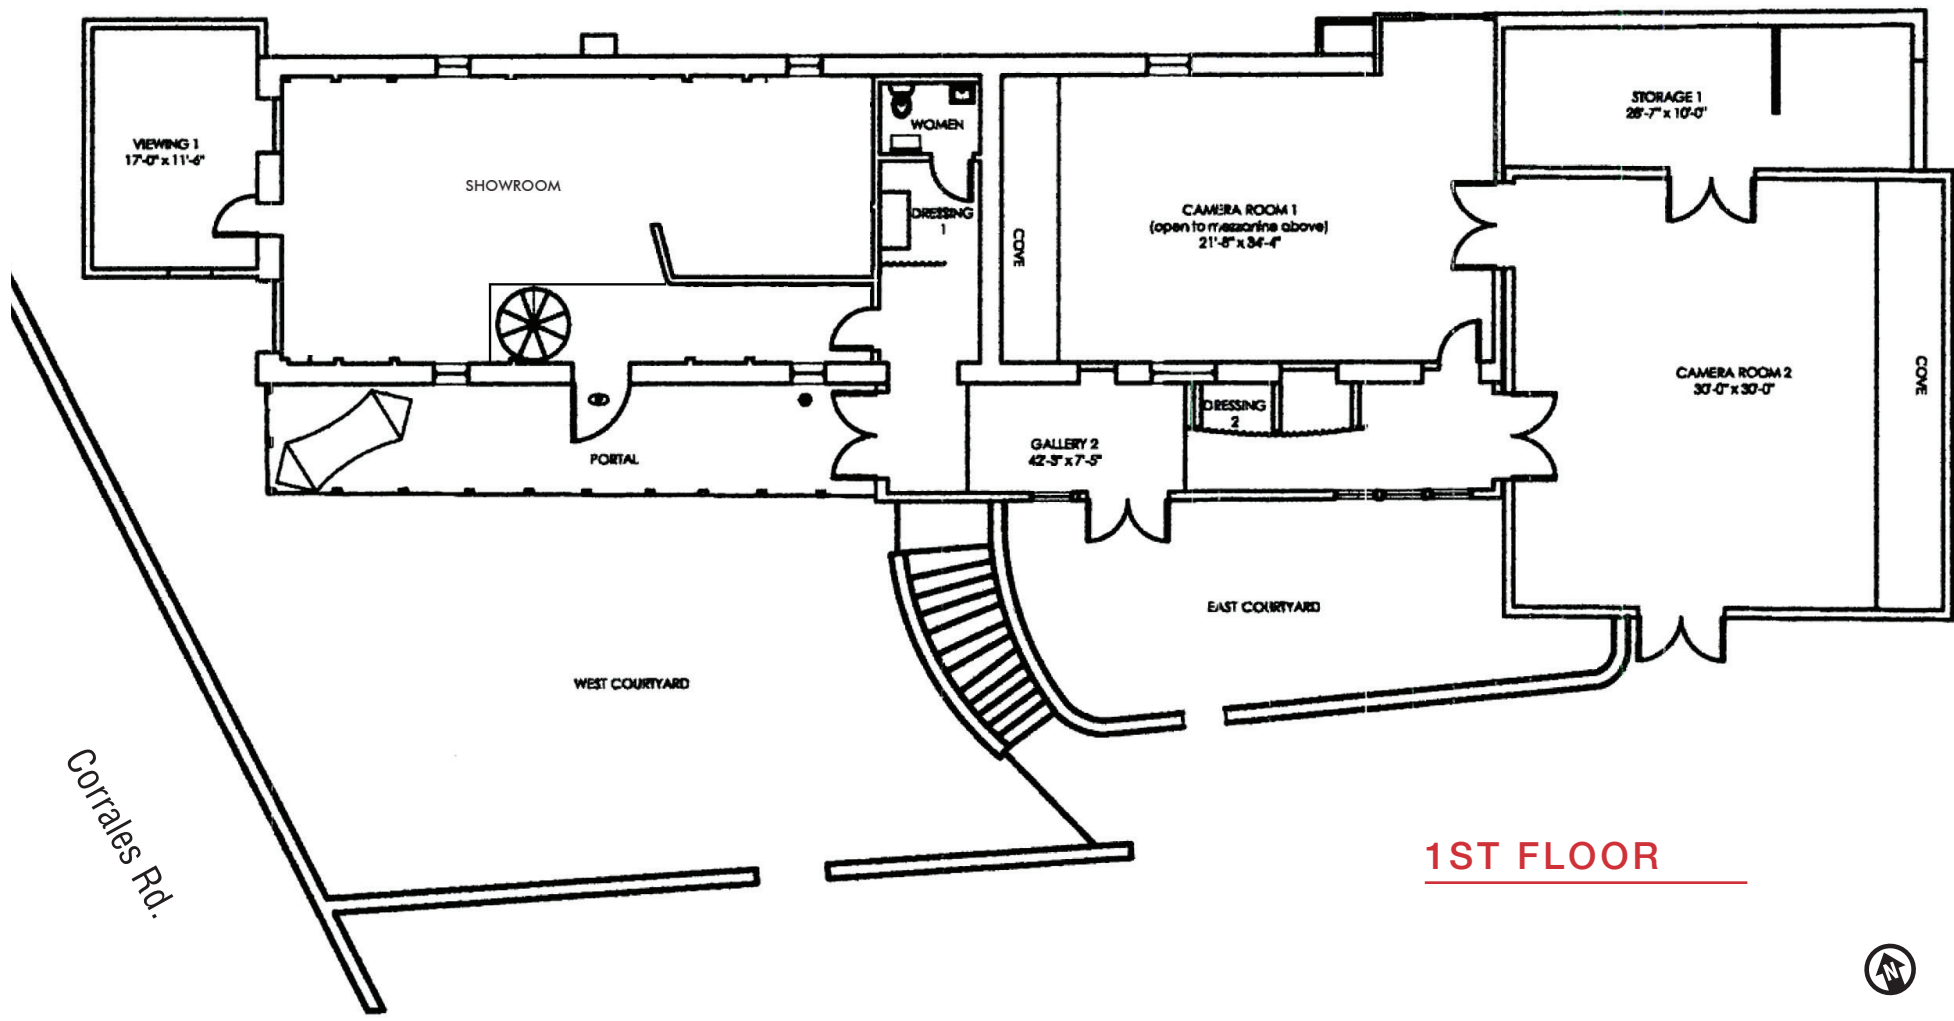 VIEWING 1
17'-0" x 11'-6"
SHOWROOM
WOMEN
DRESSING
1
COVE
CAMERA ROOM 1
(open to mezzanine above)
21'-8" x 34'-4"
STORAGE 1
28'-7" x 10'-0"
CAMERA ROOM 2
30'-0" x 30'-0"
COVE
DRESSING
2
GALLERY 2
42'-3" x 7'-5"
PORTAL
EAST COURTYARD
WEST COURTYARD
Corrales Rd.
1ST FLOOR
N